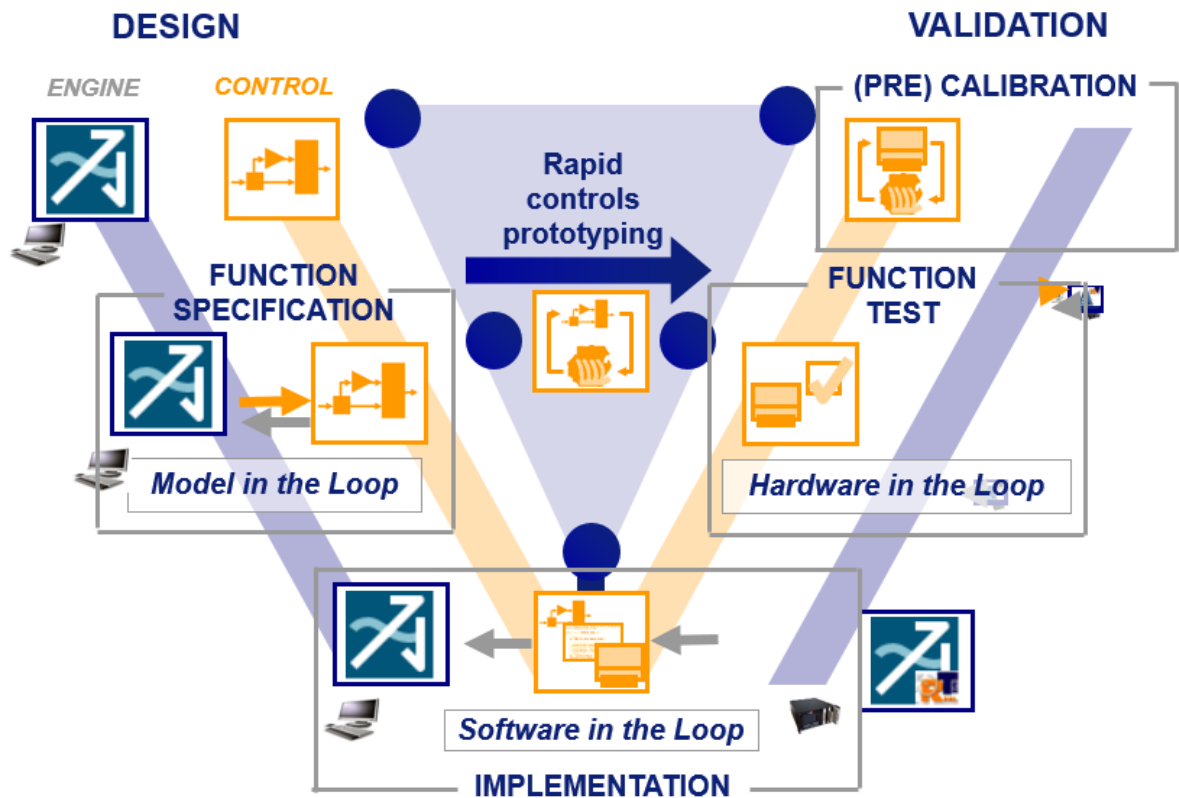 DESIGN
VALIDATION
ENGINE
CONTROL
(PRE) CALIBRATION
Rapid
controls
prototyping
FUNCTION
SPECIFICATION
FUNCTION
TEST
Model in the Loop
Hardware in the Loop
Software in the Loop
IMPLEMENTATION